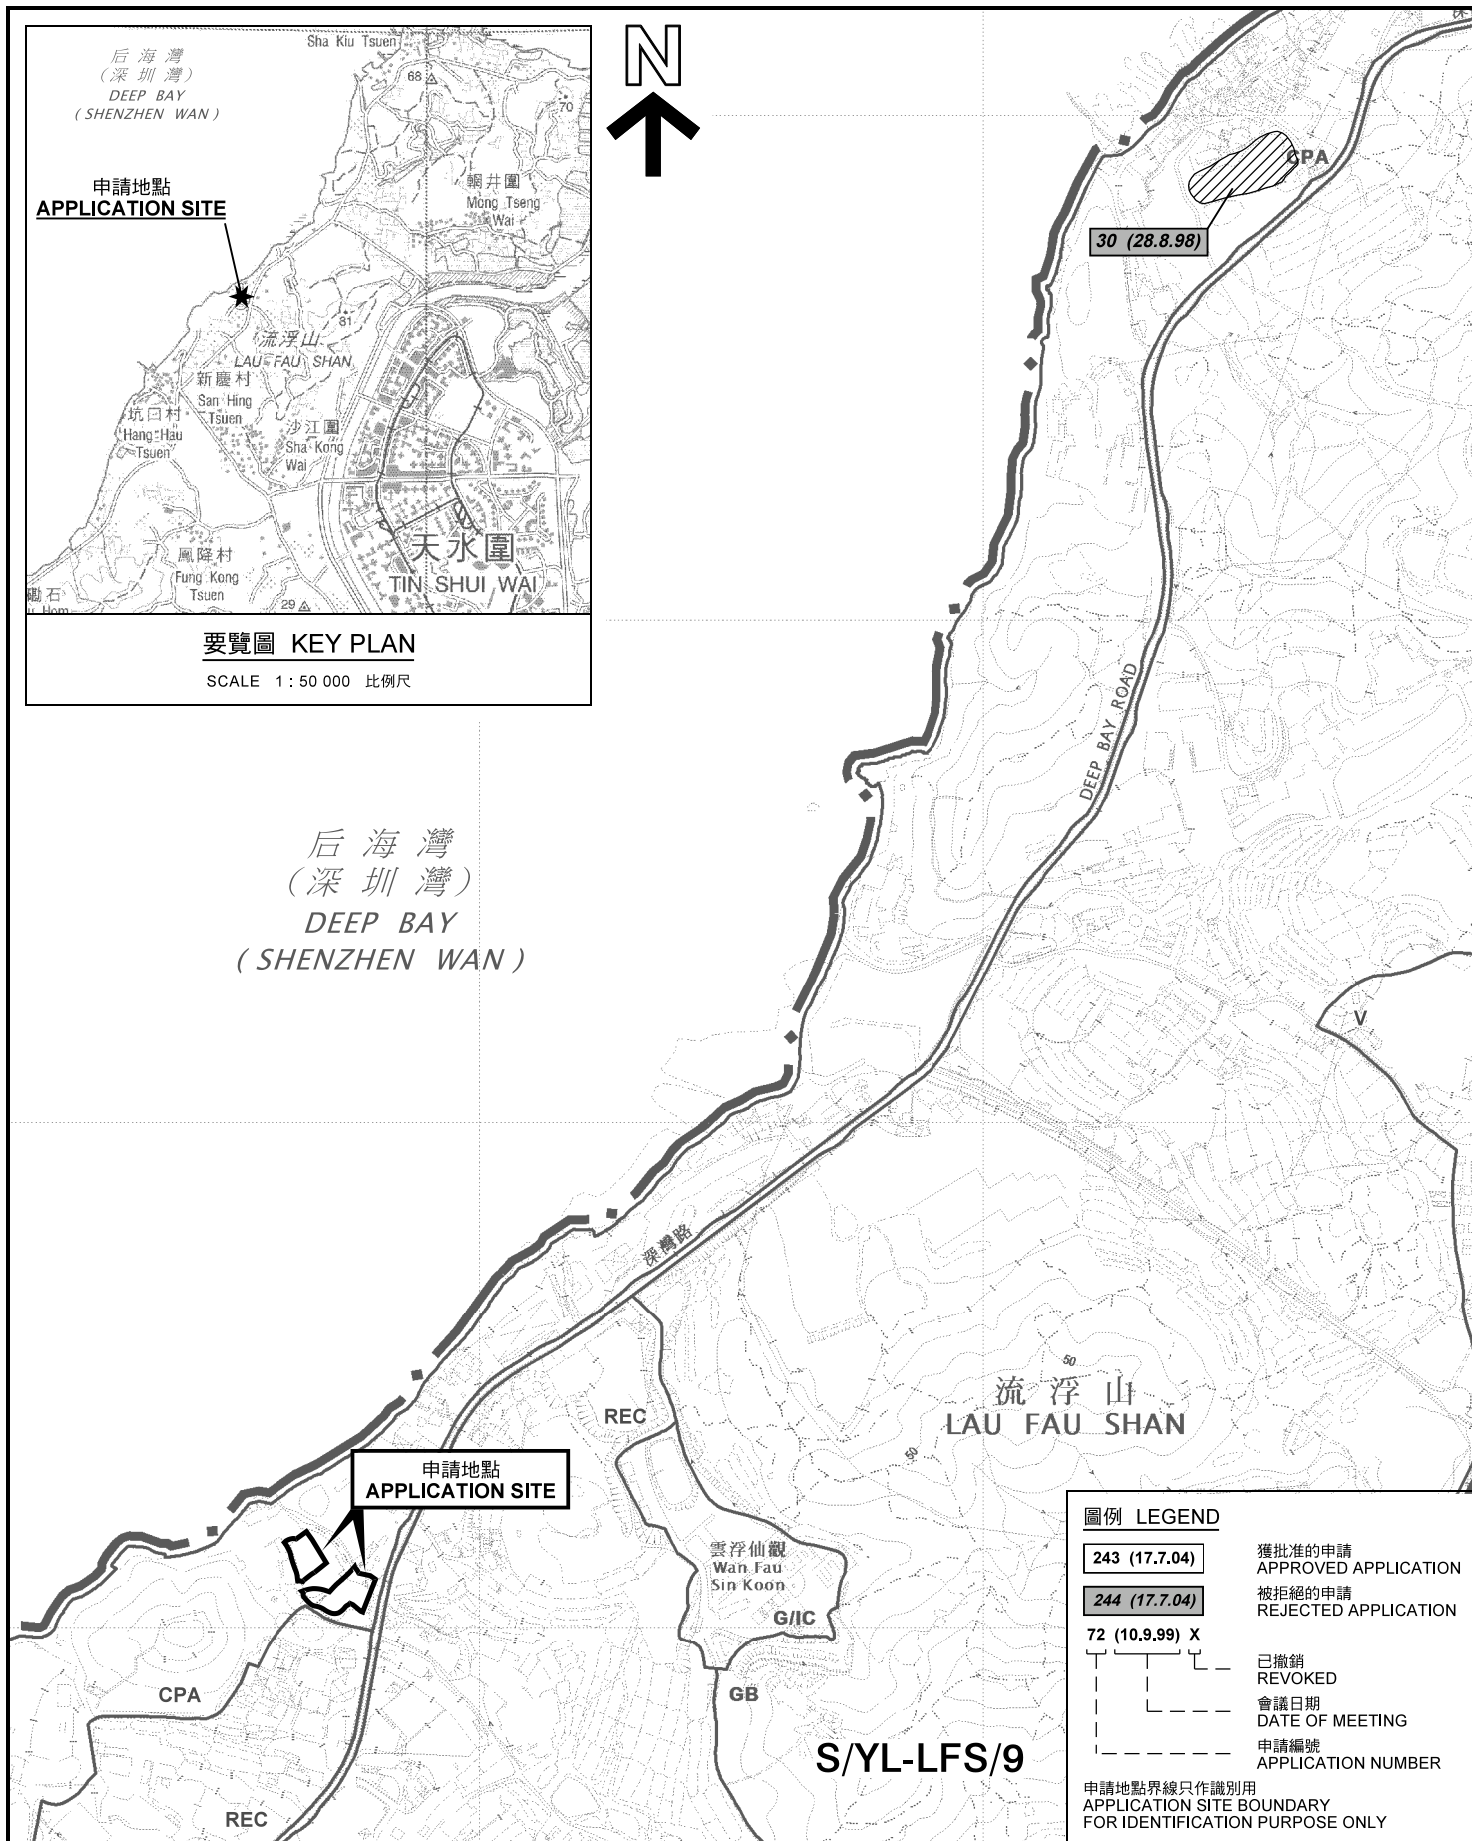 后海灣
(深圳灣)
DEEP BAY
(SHENZHEN WAN)
Sha Kiu Tsuen
68
70
輞井圍
Mong Tseng
Wai
申請地點
APPLICATION SITE
81
流浮山
LAU FAU SHAN
新慶村
San Hing
Tsuen
坑口村
Hang Hau
Tsuen
沙江圍
Sha Kong
Wai
天水圍
TIN SHUI WAI
鳳降村
Fung Kong
Tsuen
29
磡石
u Hom
要覽圖 KEY PLAN
SCALE 1 : 50 000 比例尺
N
CPA
30 (28.8.98)
DEEP BAY ROAD
后海灣
(深圳灣)
DEEP BAY
(SHENZHEN WAN)
V
深灣路
50
流浮山
LAU FAU SHAN
50
REC
申請地點
APPLICATION SITE
雲浮仙觀
Wan Fau
Sin Koon
G/IC
CPA
GB
REC
S/YL-LFS/9
圖例 LEGEND
243 (17.7.04)
獲批准的申請
APPROVED APPLICATION
244 (17.7.04)
被拒絕的申請
REJECTED APPLICATION
72 (10.9.99) X
已撤銷
REVOKED
會議日期
DATE OF MEETING
申請編號
APPLICATION NUMBER
申請地點界線只作識別用
APPLICATION SITE BOUNDARY
FOR IDENTIFICATION PURPOSE ONLY